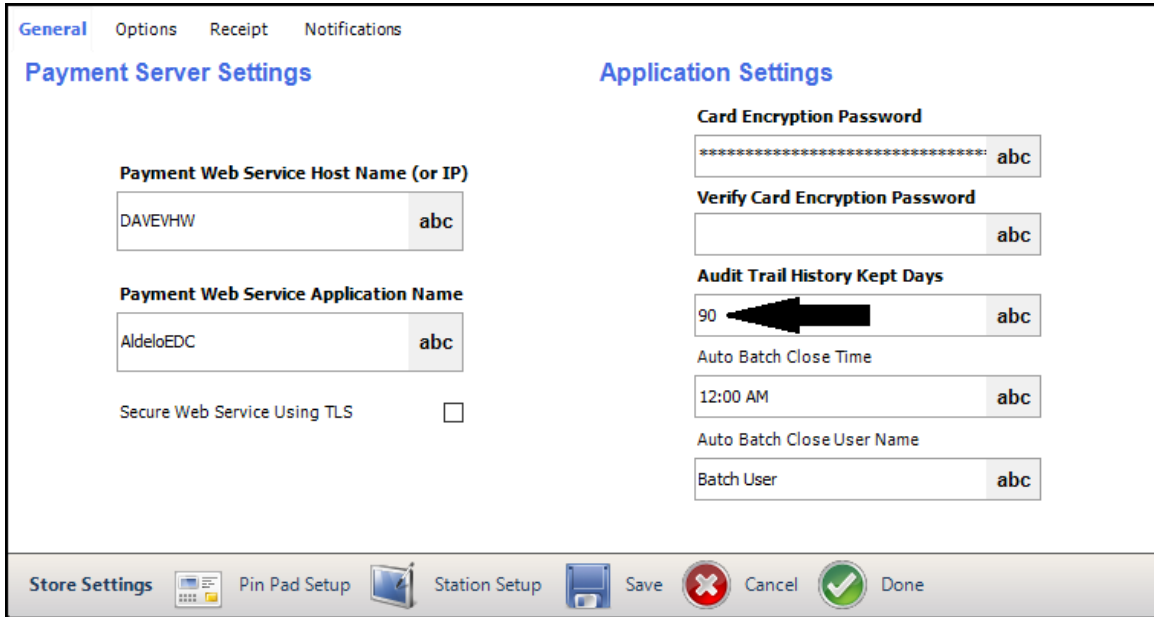 General Options Receipt Notifications
Payment Server Settings
Payment Web Service Host Name (or IP)
DAVEVHW abc
Payment Web Service Application Name
AldeloEDC abc
Secure Web Service Using TLS
Application Settings
Card Encryption Password
********************************* abc
Verify Card Encryption Password
abc
Audit Trail History Kept Days
90 abc
Auto Batch Close Time
12:00 AM abc
Auto Batch Close User Name
Batch User abc
Store Settings Pin Pad Setup Station Setup Save Cancel Done